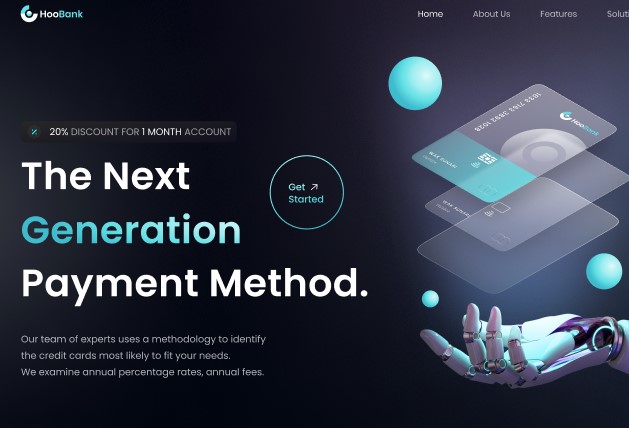 HooBank
Home About Us Features
20% DISCOUNT FOR 1 MONTH ACCOUNT
The Next
Generation
Payment Method.
Get
Started
Our team of experts uses a methodology to identify
the credit cards most likely to fit your needs.
We examine annual percentage rates, annual fees.
HooBank